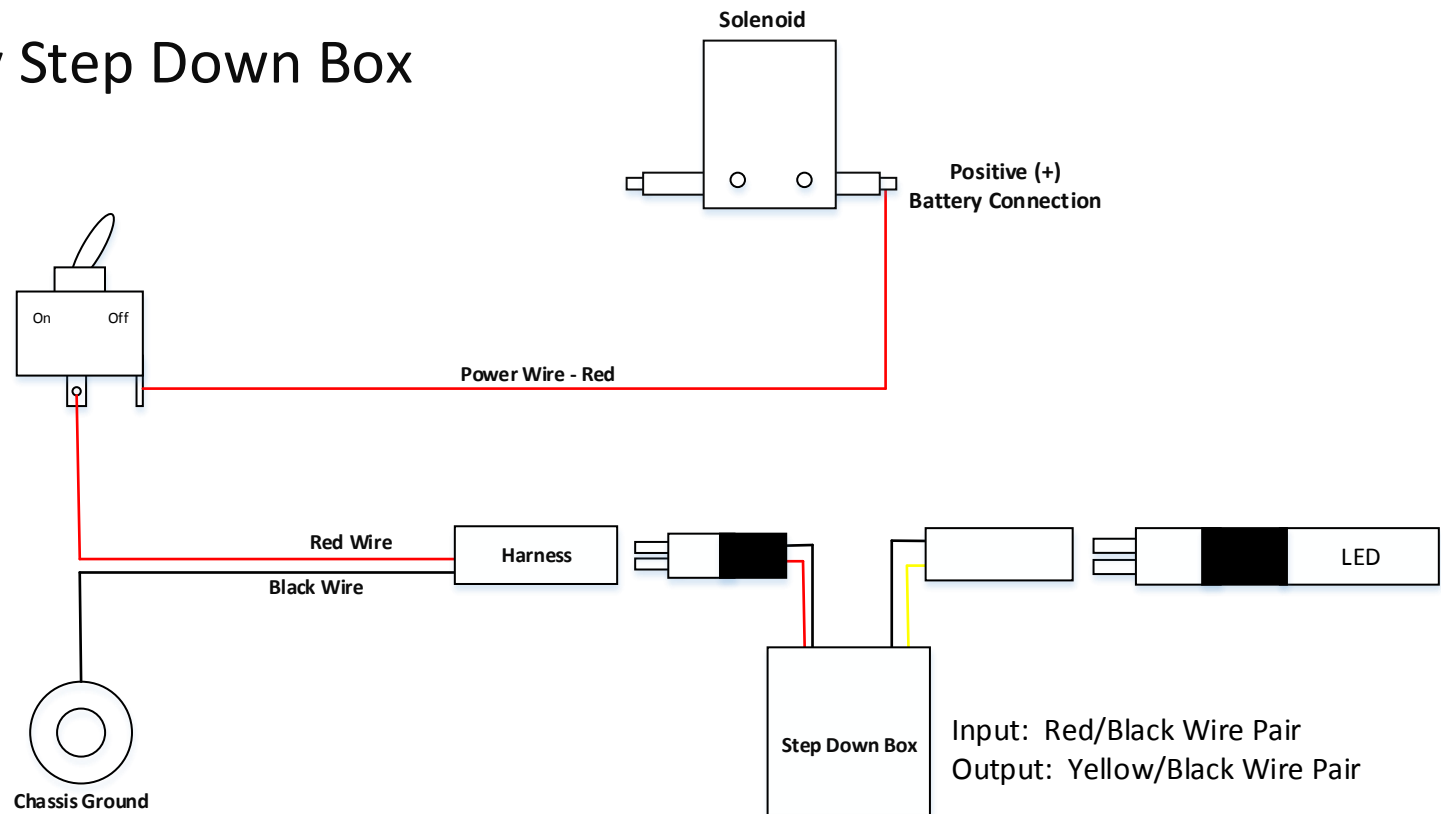 Step Down Box
Solenoid
Positive (+)
Battery Connection
On Off
Power Wire - Red
Red Wire
Harness
LED
Black Wire
Step Down Box
Input: Red/Black Wire Pair
Output: Yellow/Black Wire Pair
Chassis Ground